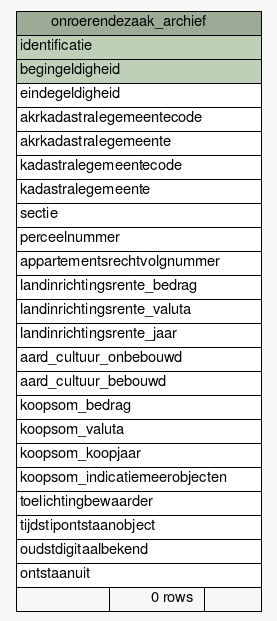 onroerendezaak_archief
identificatie
begingeldigheid
eindegeldigheid
akrkadastralegemeentecode
akrkadastralegemeente
kadastralegemeentecode
kadastralegemeente
sectie
perceelnummer
appartementsrechtvolgnummer
landinrichtingsrente_bedrag
landinrichtingsrente_valuta
landinrichtingsrente_jaar
aard_cultuur_onbebouwd
aard_cultuur_bebouwd
koopsom_bedrag
koopsom_valuta
koopsom_koopjaar
koopsom_indicatiemeerobjecten
toelichtingbewaarder
tijdstipontstaanobject
oudstdigitaalbekend
ontstaanuit
0 rows